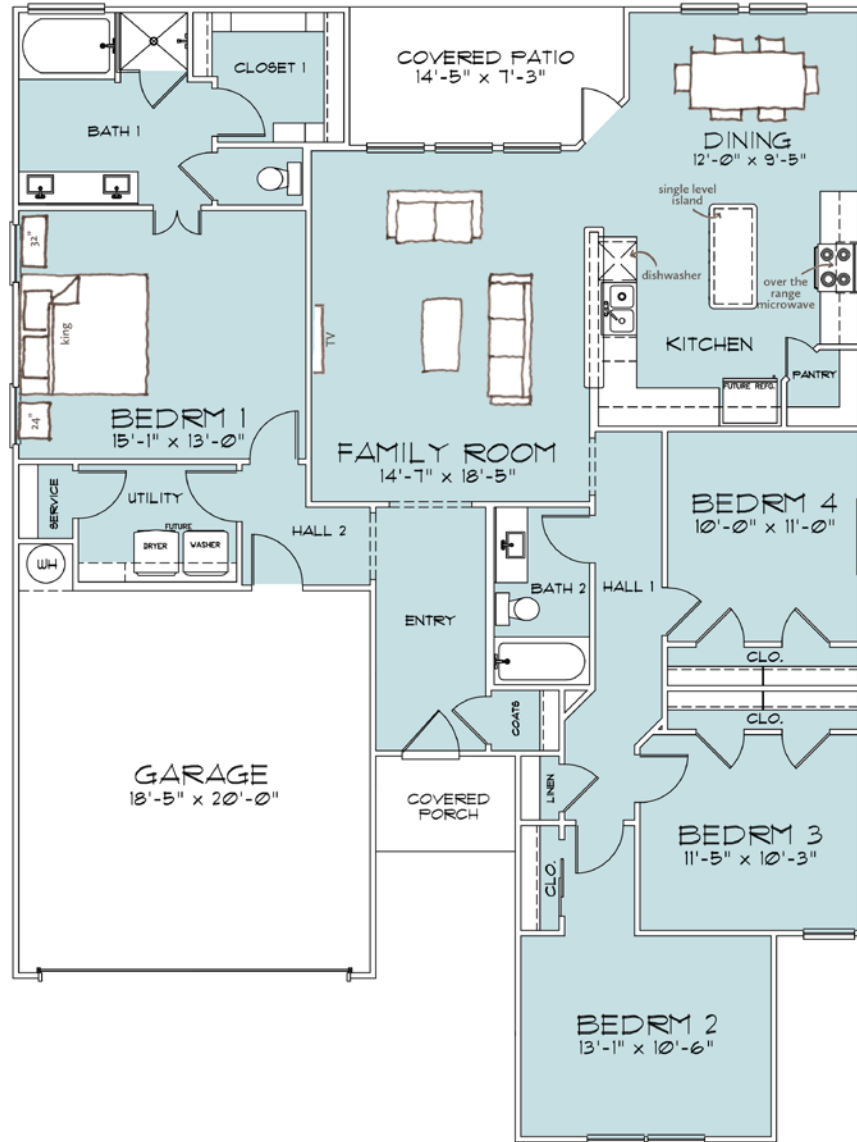 CLOSET 1
COVERED PATIO
14'-5" x 7'-3"
BATH 1
DINING
12'-0" x 9'-5"
single level
island
dishwasher
over the
range
microwave
32"
king
24"
TV
KITCHEN
PANTRY
FUTURE REFG.
BEDRM 1
15'-1" x 13'-0"
FAMILY ROOM
14'-7" x 18'-5"
SERVICE
UTILITY
FUTURE
DRYER
WASHER
HALL 2
WH
BEDRM 4
10'-0" x 11'-0"
BATH 2
HALL 1
ENTRY
CLO.
CLO.
COATS
GARAGE
18'-5" x 20'-0"
COVERED
PORCH
LINEN
BEDRM 3
11'-5" x 10'-3"
CLO.
BEDRM 2
13'-1" x 10'-6"